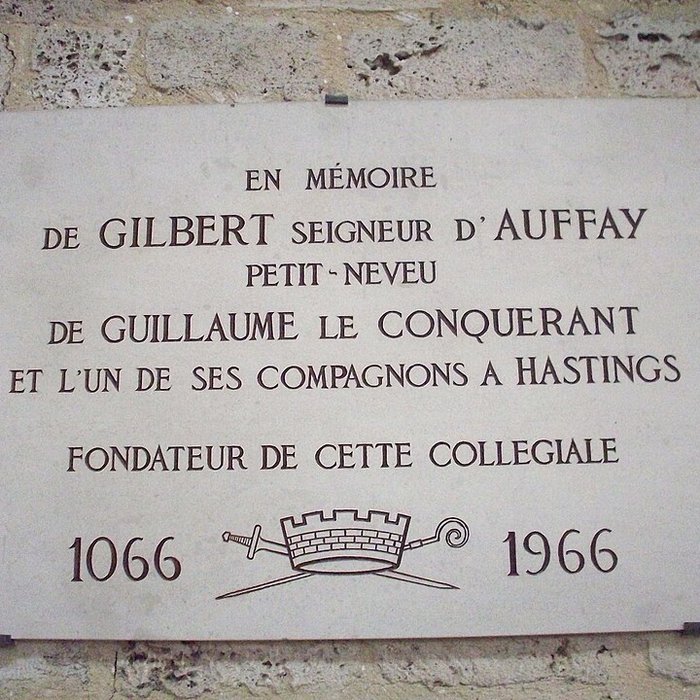 EN MÉMOIRE
DE GILBERT SEIGNEUR D'AUFFAY
PETIT-NEVEU
DE GUILLAUME LE CONQUERANT
ET L'UN DE SES COMPAGNONS A HASTINGS
FONDATEUR DE CETTE COLLEGIALE
1066 1966